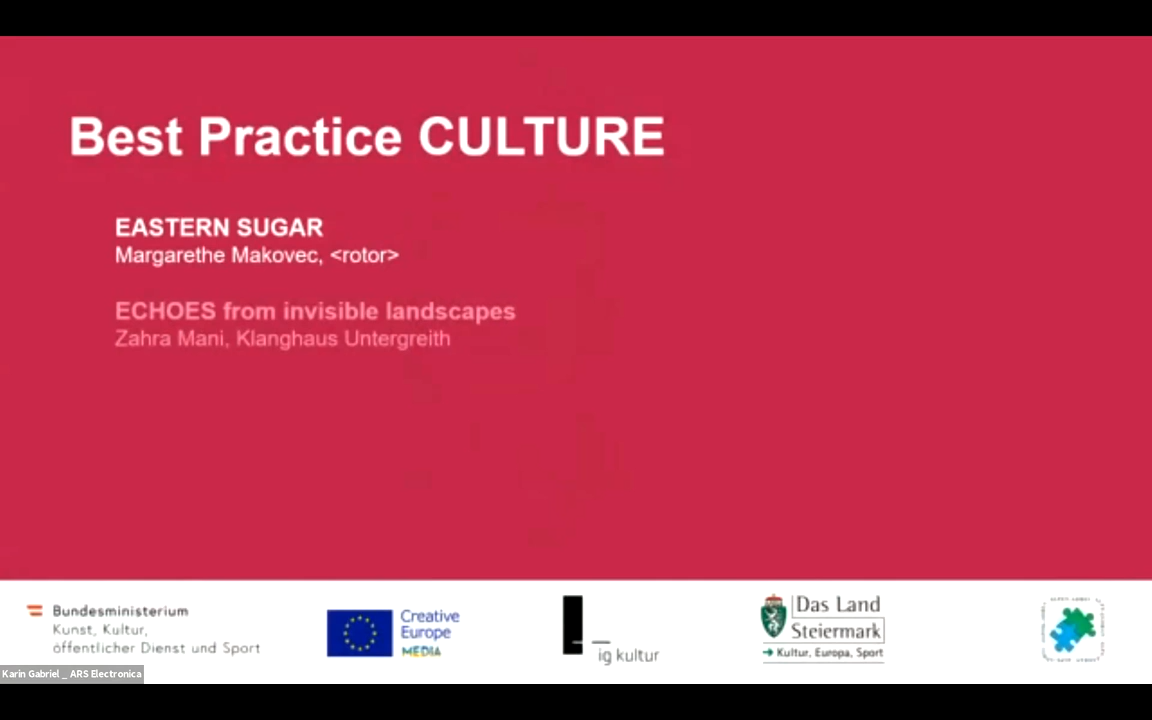 Best Practice CULTURE
EASTERN SUGAR
Margarethe Makovec, <rotor>
ECHOES from invisible landscapes
Zahra Mani, Klanghaus Untergreith
Bundesministerium
Kunst, Kultur,
öffentlicher Dienst und Sport
Creative
Europe
MEDIA
ig kultur
Das Land
Steiermark
→ Kultur, Europa, Sport
Karin Gabriel _ ARS Electronica